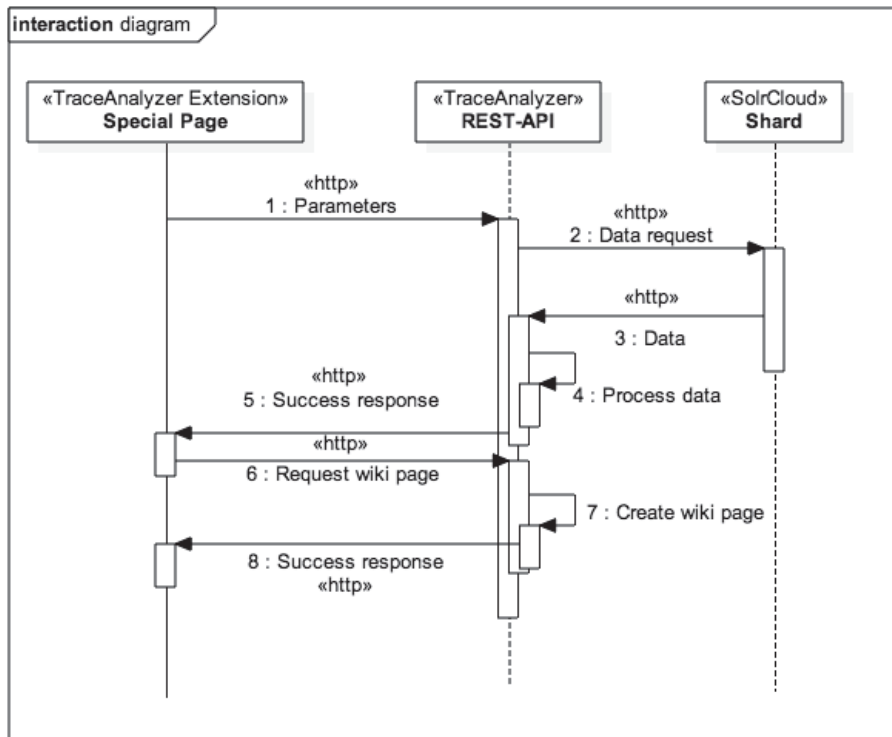 interaction diagram
«TraceAnalyzer Extension»
Special Page
«TraceAnalyzer»
REST-API
«SolrCloud»
Shard
«http»
1 : Parameters
«http»
2 : Data request
«http»
3 : Data
4 : Process data
«http»
5 : Success response
«http»
6 : Request wiki page
7 : Create wiki page
8 : Success response
«http»